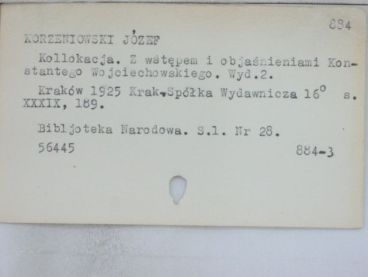 884
KORZENIOWSKI JÓZEF
Kollokacja. Z wstępem i objaśnieniami Kon-
stantego Wojciechowskiego. Wyd.2.
Kraków 1925 Krak.Spółka Wydawnicza 16° s.
XXXIX, 189.
Bibljoteka Narodowa. S.l. Nr 28.
56445 884-3